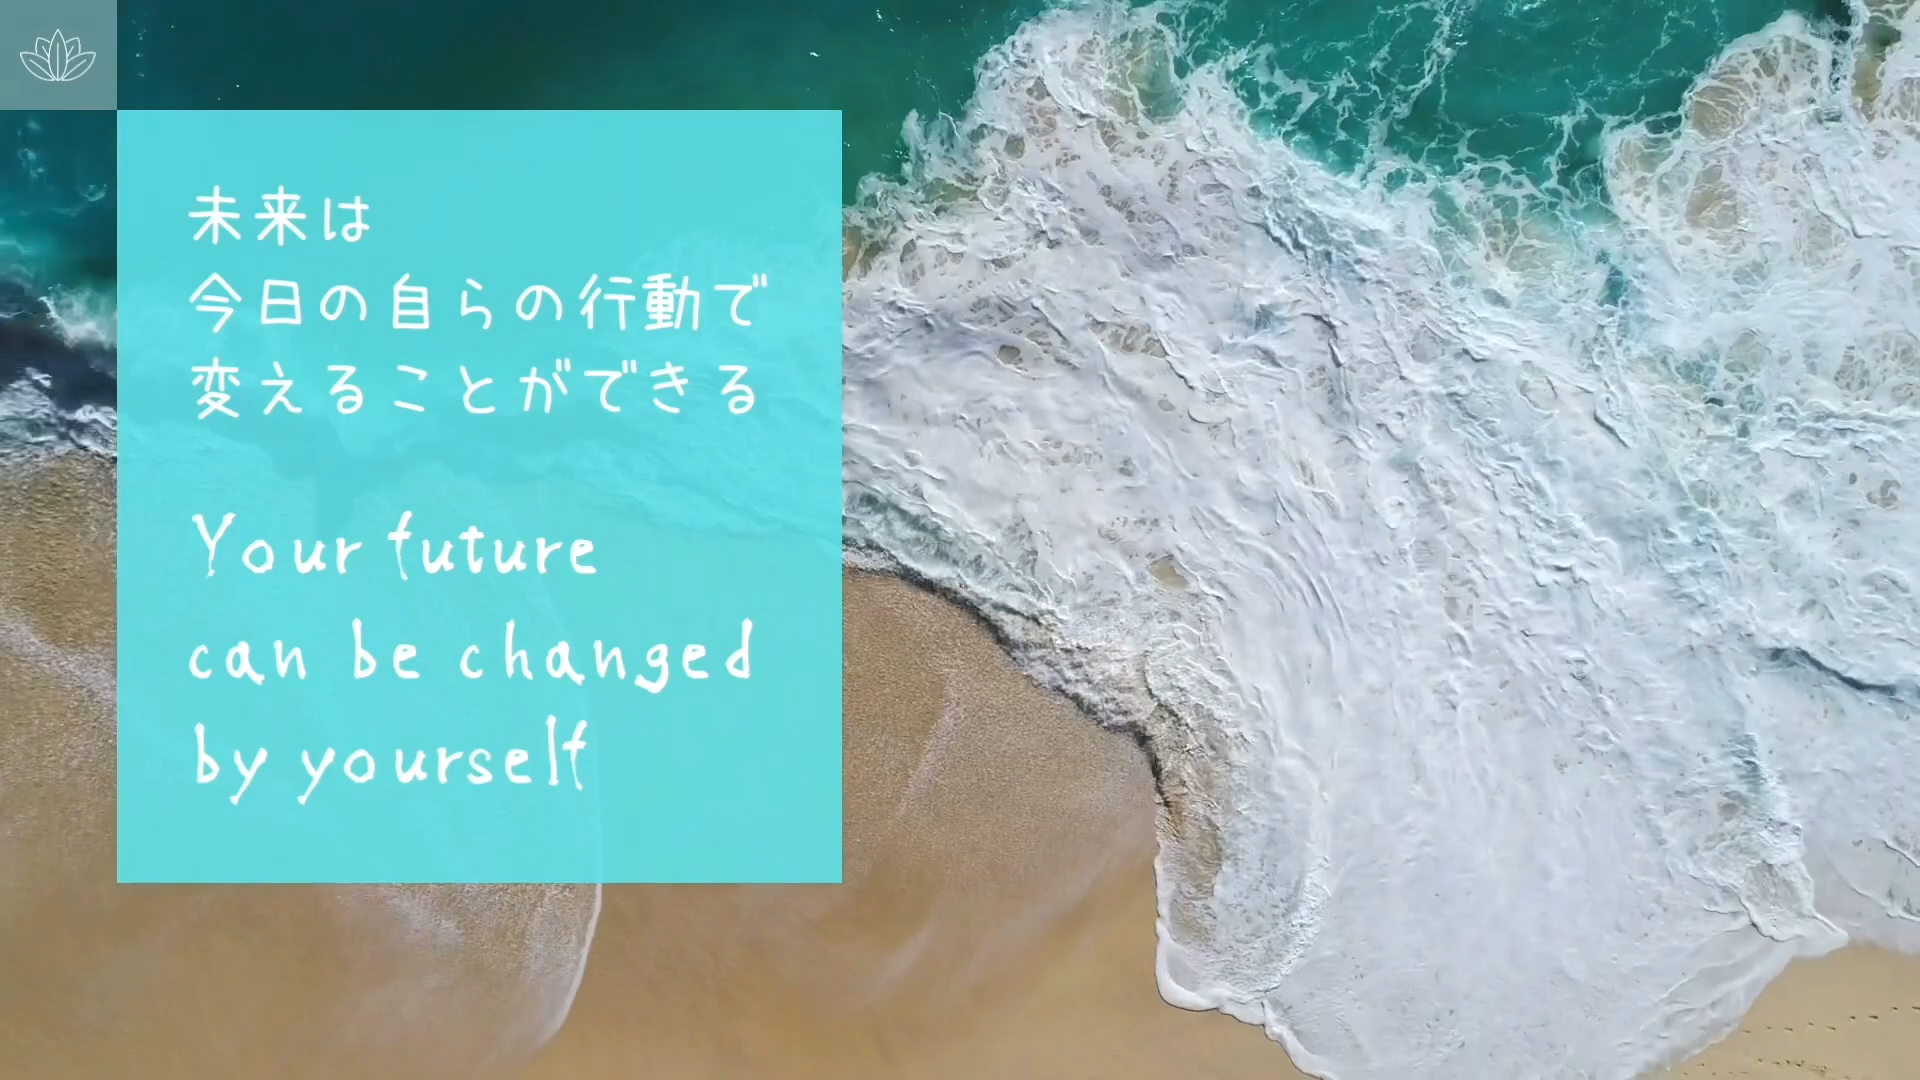 未来は
今日の自らの行動で
変えることができる
Your future
can be changed
by yourself